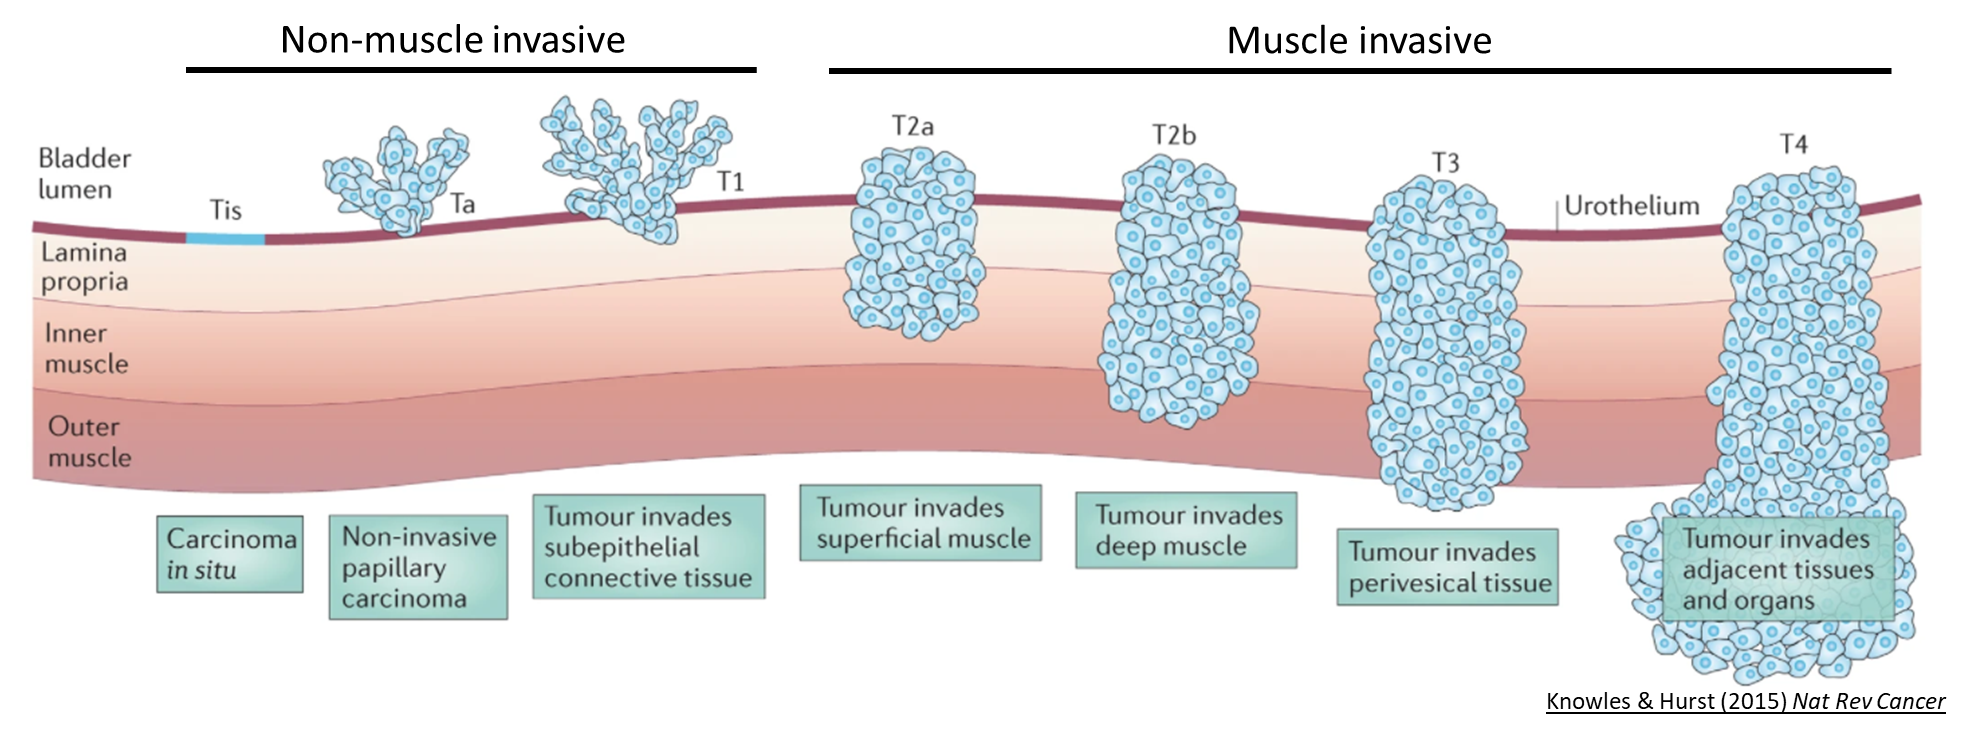 Non-muscle invasive
Muscle invasive
Bladder
lumen
Tis
Ta
T1
T2a
T2b
T3
Urothelium
T4
Lamina
propria
Inner
muscle
Outer
muscle
Carcinoma
in situ
Non-invasive
papillary
carcinoma
Tumour invades
subepithelial
connective tissue
Tumour invades
superficial muscle
Tumour invades
deep muscle
Tumour invades
perivesical tissue
Tumour invades
adjacent tissues
and organs
Knowles & Hurst (2015) Nat Rev Cancer